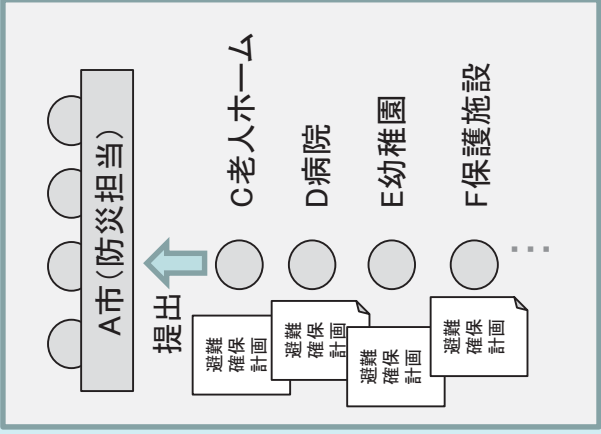 A市(防災担当)
提出
C老人ホーム
D病院
E幼稚園
F保護施設
⋮
避難
確保
計画
避難
確保
計画
避難
確保
計画
避難
確保
計画